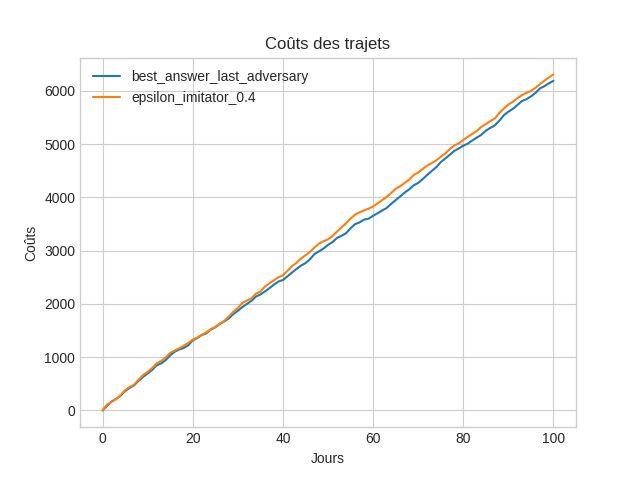 Coûts des trajets
best_answer_last_adversary
epsilon_imitator_0.4
Coûts
6000
5000
4000
3000
2000
1000
0
0 20 40 60 80 100
Jours